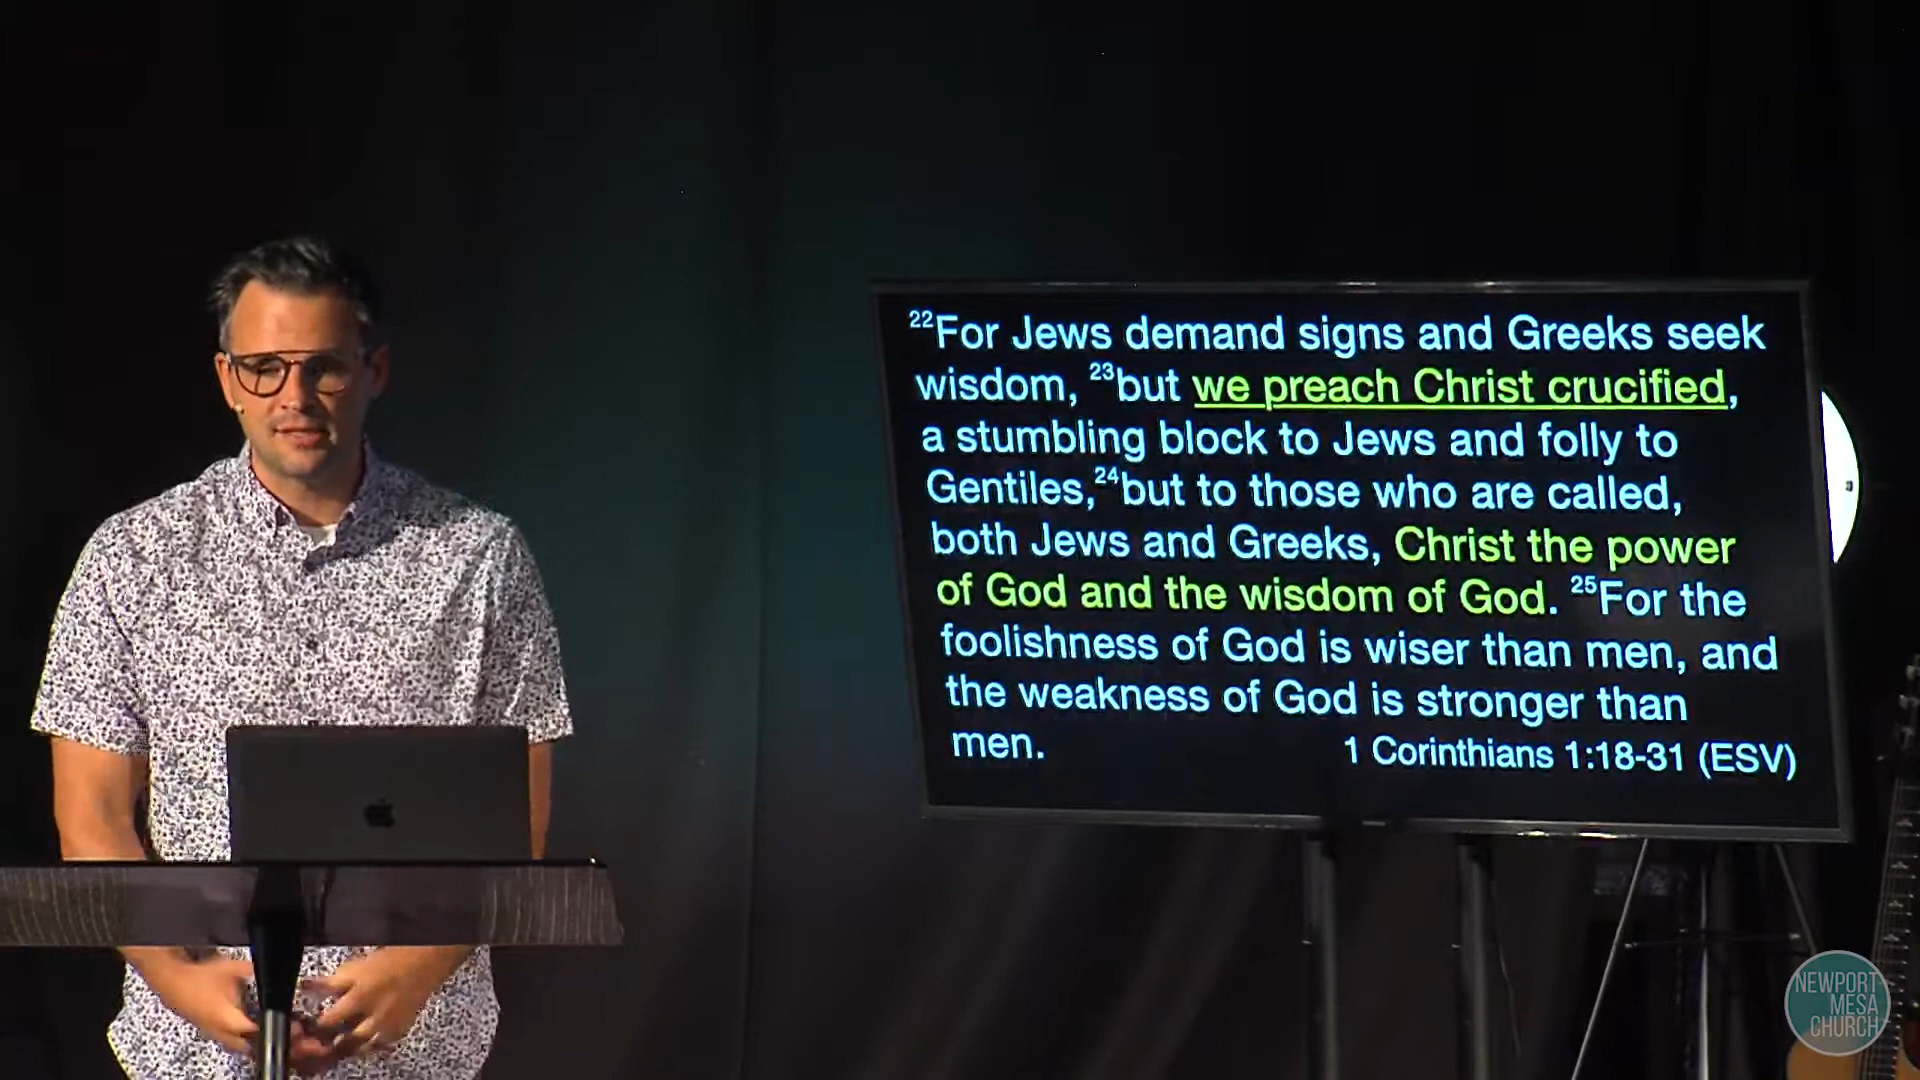 ²²For Jews demand signs and Greeks seek
wisdom, ²³but we preach Christ crucified,
a stumbling block to Jews and folly to
Gentiles,²⁴but to those who are called,
both Jews and Greeks, Christ the power
of God and the wisdom of God. ²⁵For the
foolishness of God is wiser than men, and
the weakness of God is stronger than
men.
1 Corinthians 1:18-31 (ESV)
NEWPORT
MESA
CHURCH